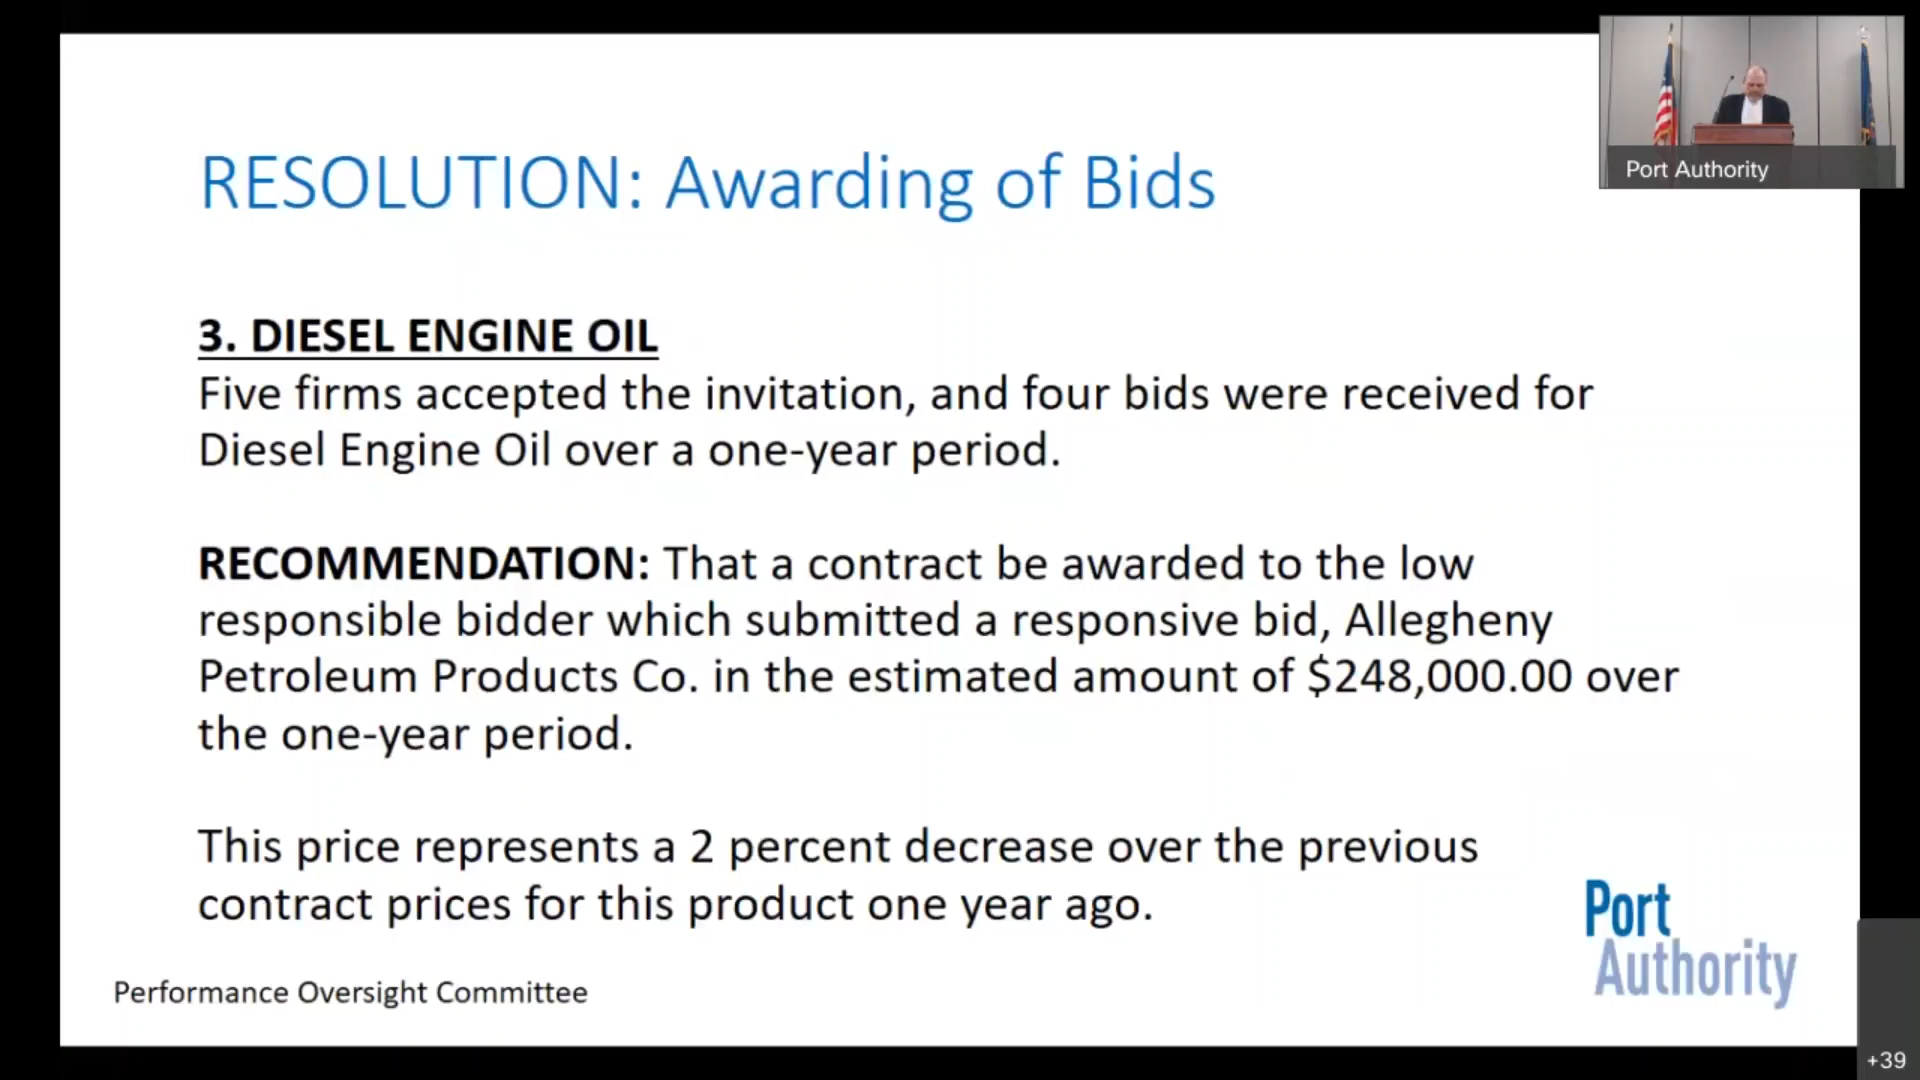 RESOLUTION: Awarding of Bids
Port Authority
3. DIESEL ENGINE OIL
Five firms accepted the invitation, and four bids were received for
Diesel Engine Oil over a one-year period.
RECOMMENDATION: That a contract be awarded to the low
responsible bidder which submitted a responsive bid, Allegheny
Petroleum Products Co. in the estimated amount of $248,000.00 over
the one-year period.
This price represents a 2 percent decrease over the previous
contract prices for this product one year ago.
Port
Authority
Performance Oversight Committee
+39